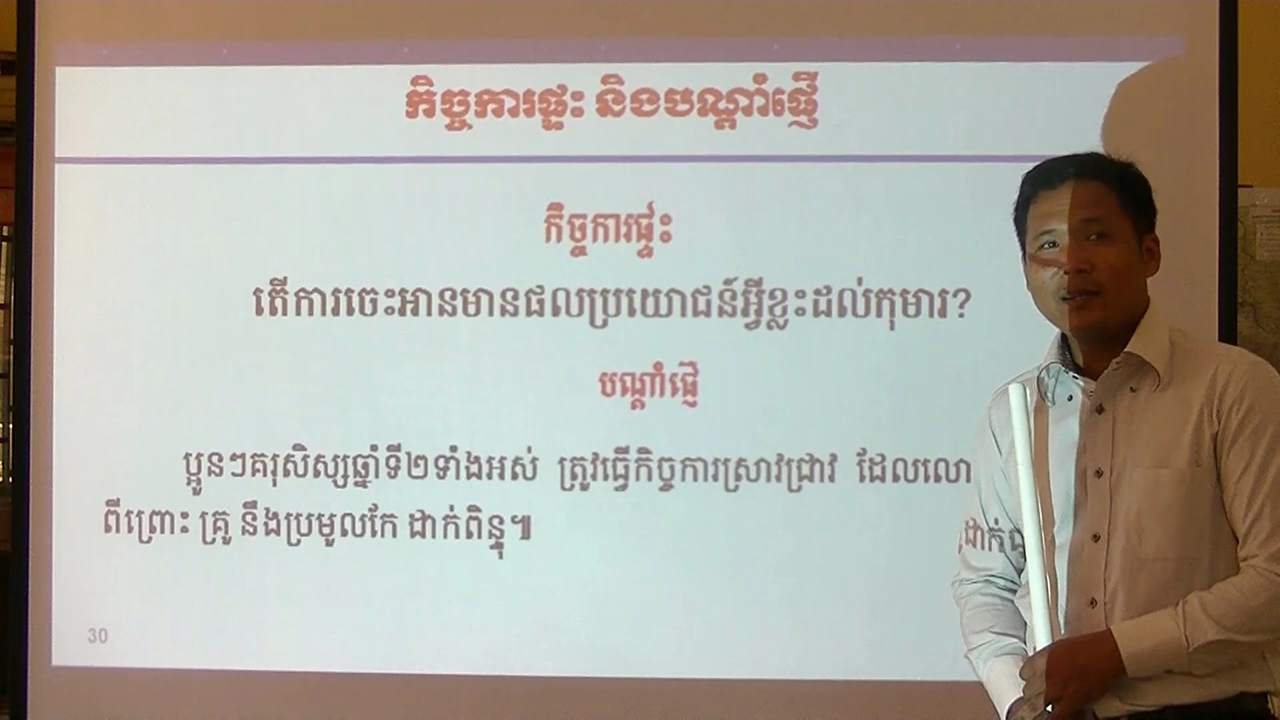 កិច្ចការផ្ទះ និងបណ្ដាំផ្ញើ
កិច្ចការផ្ទះ
តើការចេះអានមានផលប្រយោជន៍អ្វីខ្លះដល់កុមារ?
បណ្ដាំផ្ញើ
ប្អូនៗគរុសិស្សឆ្នាំទី២ទាំងអស់ ត្រូវធ្វើកិច្ចការស្រាវជ្រាវ ដែលលោ
ពីព្រោះ គ្រូ នឹងប្រមូលកែ ដាក់ពិន្ទុ៕
30